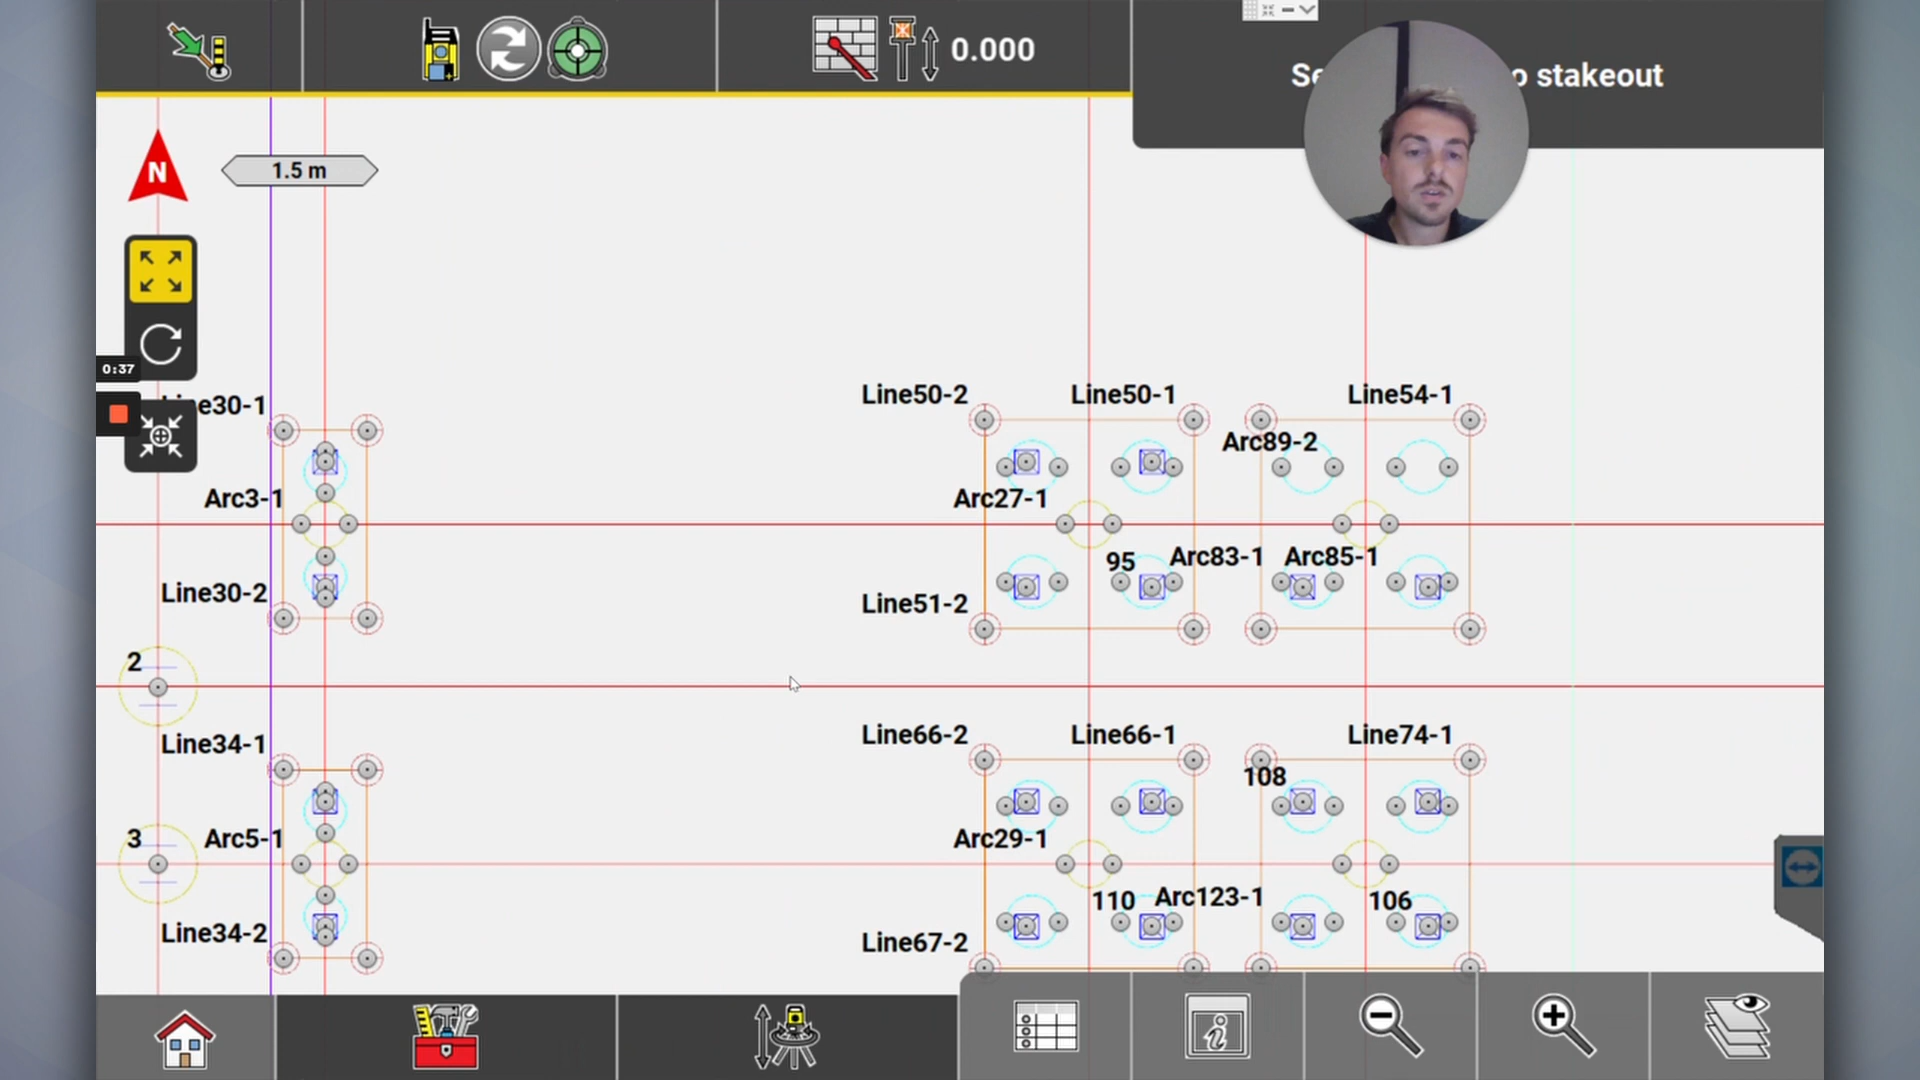 0.000
Se
o stakeout
N
1.5 m
0:37
Line30-1
Line50-2
Line50-1
Line54-1
Arc89-2
Arc3-1
Arc27-1
95
Arc83-1
Arc85-1
Line30-2
Line51-2
2
Line34-1
Line66-2
Line66-1
Line74-1
108
3
Arc5-1
Arc29-1
110
Arc123-1
106
Line34-2
Line67-2